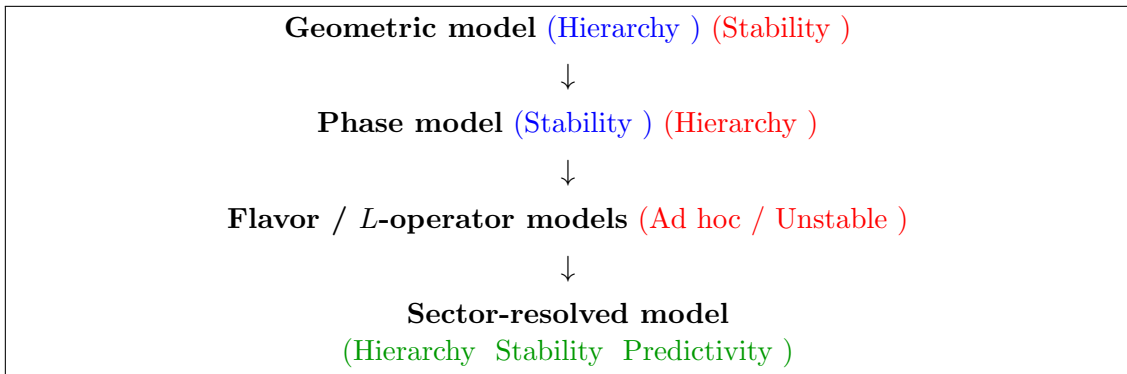 Geometric model (Hierarchy ) (Stability )
↓
Phase model (Stability ) (Hierarchy )
↓
Flavor / L-operator models (Ad hoc / Unstable )
↓
Sector-resolved model
(Hierarchy Stability Predictivity )